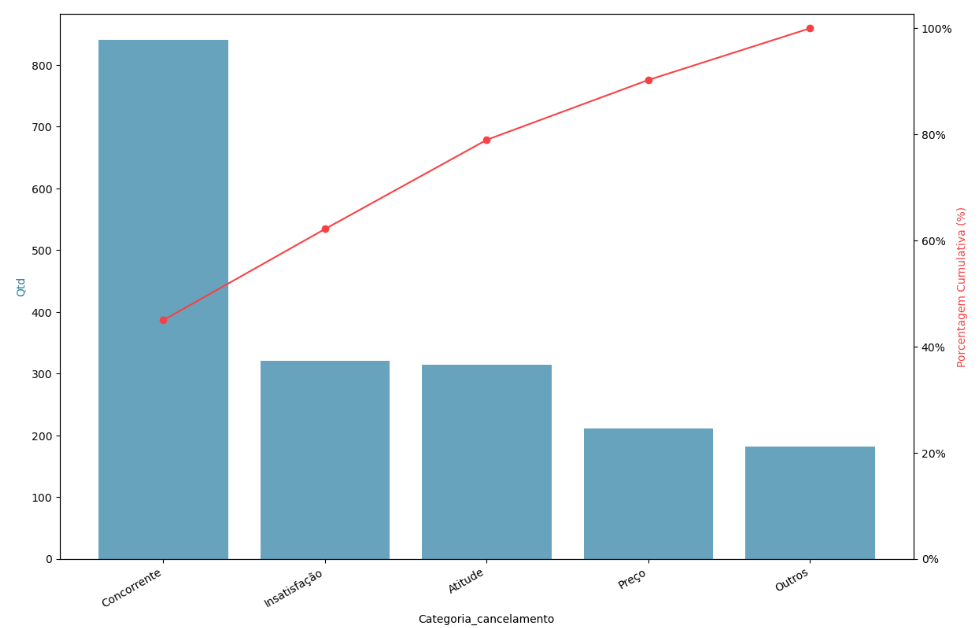 800
700
600
500
400
300
200
100
0
Qtd
100%
80%
60%
40%
20%
0%
Porcentagem Cumulativa (%)
Concorrente
Insatisfação
Atitude
Preço
Outros
Categoria_cancelamento